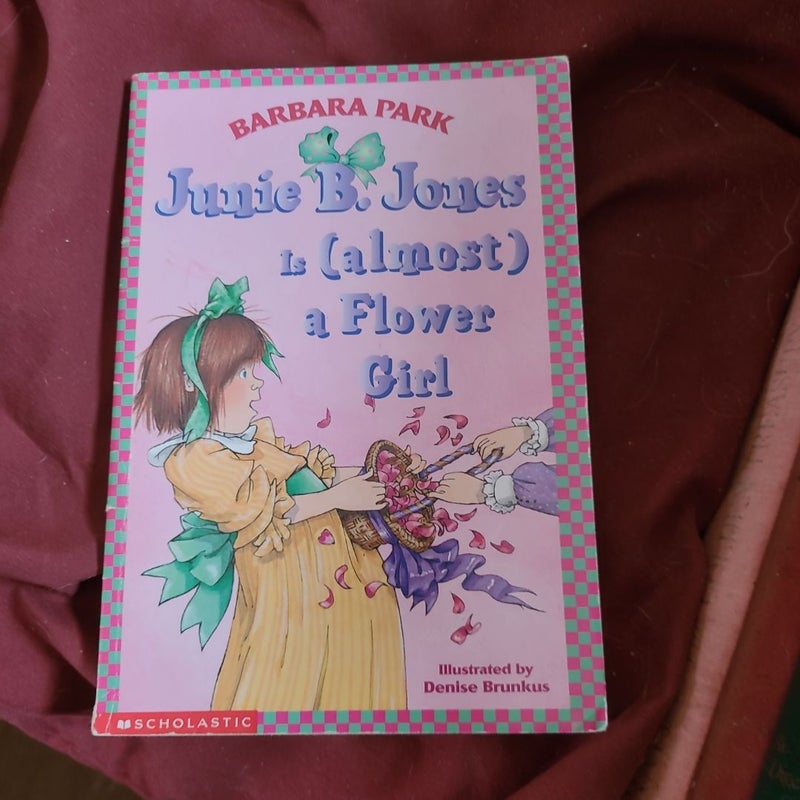 BARBARA PARK
Junie B. Jones
Is (almost)
a Flower
Girl
Illustrated by
Denise Brunkus
SCHOLASTIC